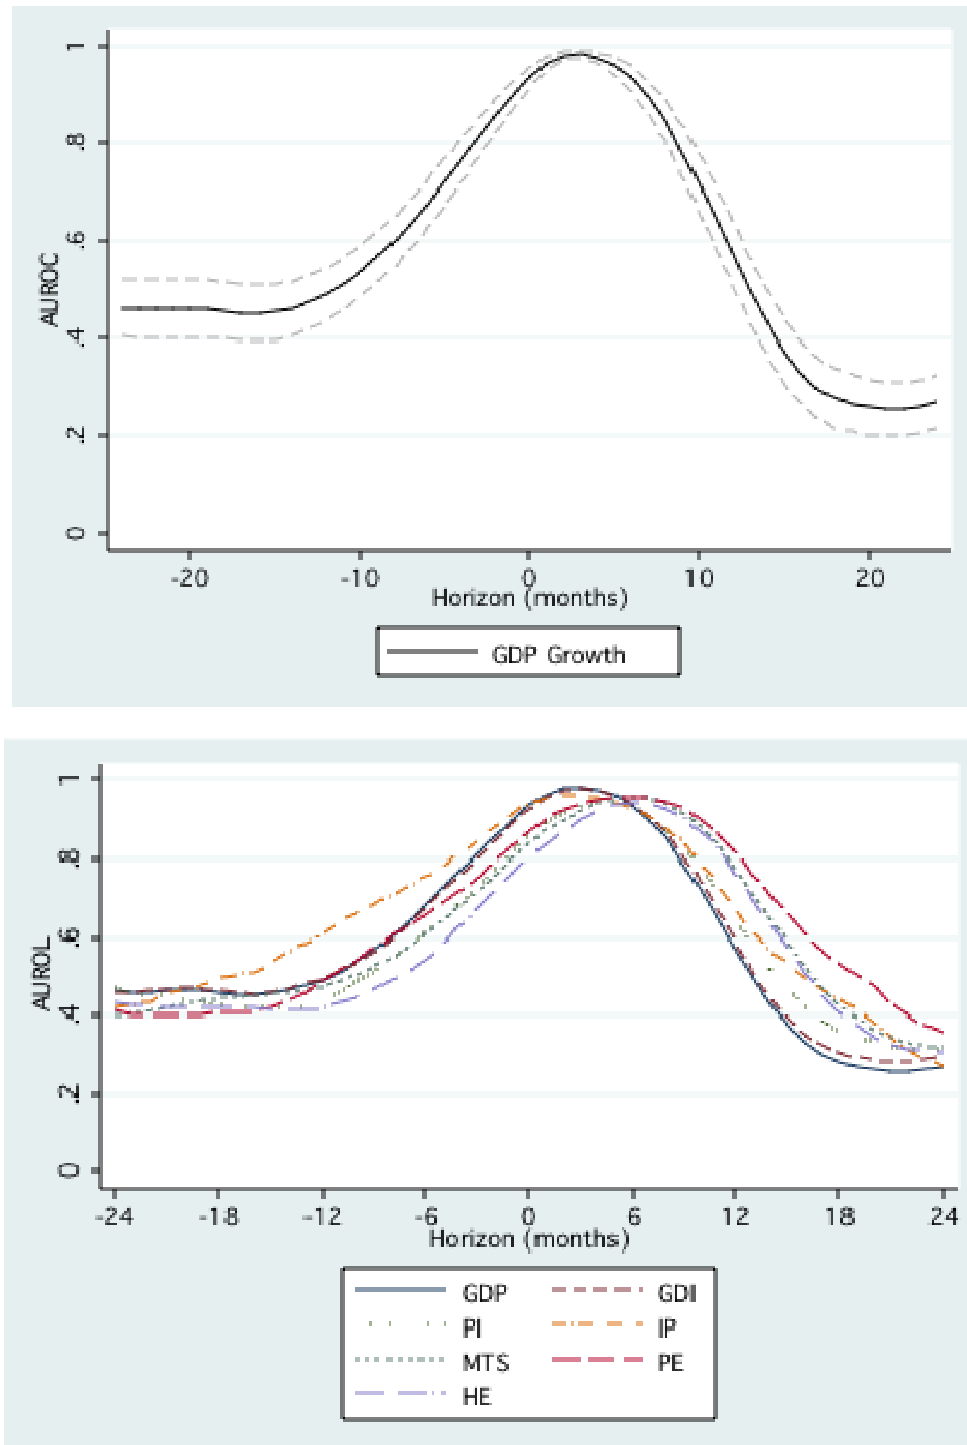 1
.8
.6
.4
.2
0
AUROC
-20 -10 0 10 20
Horizon (months)
GDP Growth
1
.8
.6
.4
.2
0
AUROL
-24 -18 -12 -6 0 6 12 18 24
Horizon (months)
GDP GDI
PI IP
MTS PE
HE